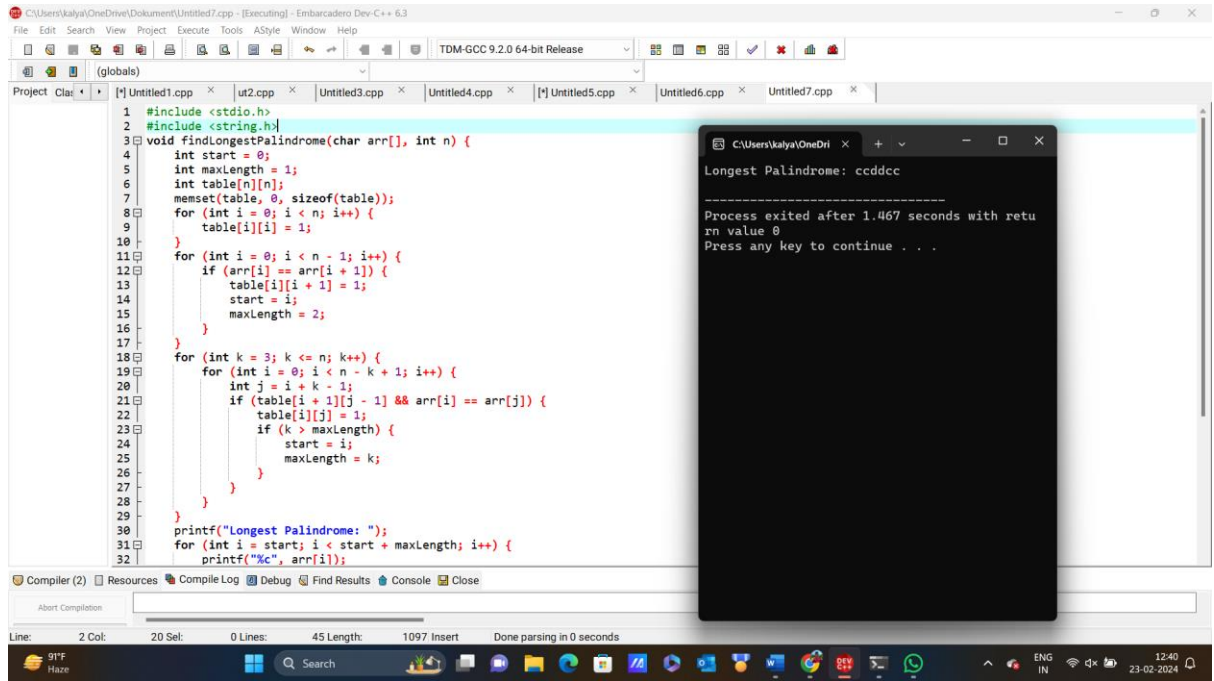 C:\Users\kalya\OneDrive\Dokument\Untitled7.cpp - [Executing] - Embarcadero Dev-C++ 6.3
File Edit Search View Project Execute Tools AStyle Window Help
TDM-GCC 9.2.0 64-bit Release
(globals)
Project Clas [*] Untitled1.cpp ut2.cpp Untitled3.cpp Untitled4.cpp [*] Untitled5.cpp Untitled6.cpp Untitled7.cpp
1 #include <stdio.h>
2 #include <string.h>
3 void findLongestPalindrome(char arr[], int n) {
4     int start = 0;
5     int maxLength = 1;
6     int table[n][n];
7     memset(table, 0, sizeof(table));
8     for (int i = 0; i < n; i++) {
9         table[i][i] = 1;
10     }
11     for (int i = 0; i < n - 1; i++) {
12         if (arr[i] == arr[i + 1]) {
13             table[i][i + 1] = 1;
14             start = i;
15             maxLength = 2;
16         }
17     }
18     for (int k = 3; k <= n; k++) {
19         for (int i = 0; i < n - k + 1; i++) {
20             int j = i + k - 1;
21             if (table[i + 1][j - 1] && arr[i] == arr[j]) {
22                 table[i][j] = 1;
23                 if (k > maxLength) {
24                     start = i;
25                     maxLength = k;
26                 }
27             }
28         }
29     }
30     printf("Longest Palindrome: ");
31     for (int i = start; i < start + maxLength; i++) {
32         printf("%c", arr[i]);
C:\Users\kalya\OneDri
Longest Palindrome: ccddcc
--------------------------------
Process exited after 1.467 seconds with retu
rn value 0
Press any key to continue . . .
Compiler (2) Resources Compile Log Debug Find Results Console Close
Abort Compilation
Line: 2 Col: 20 Sel: 0 Lines: 45 Length: 1097 Insert Done parsing in 0 seconds
91°F
Haze
Search
DEV
C++
ENG
IN
12:40
23-02-2024